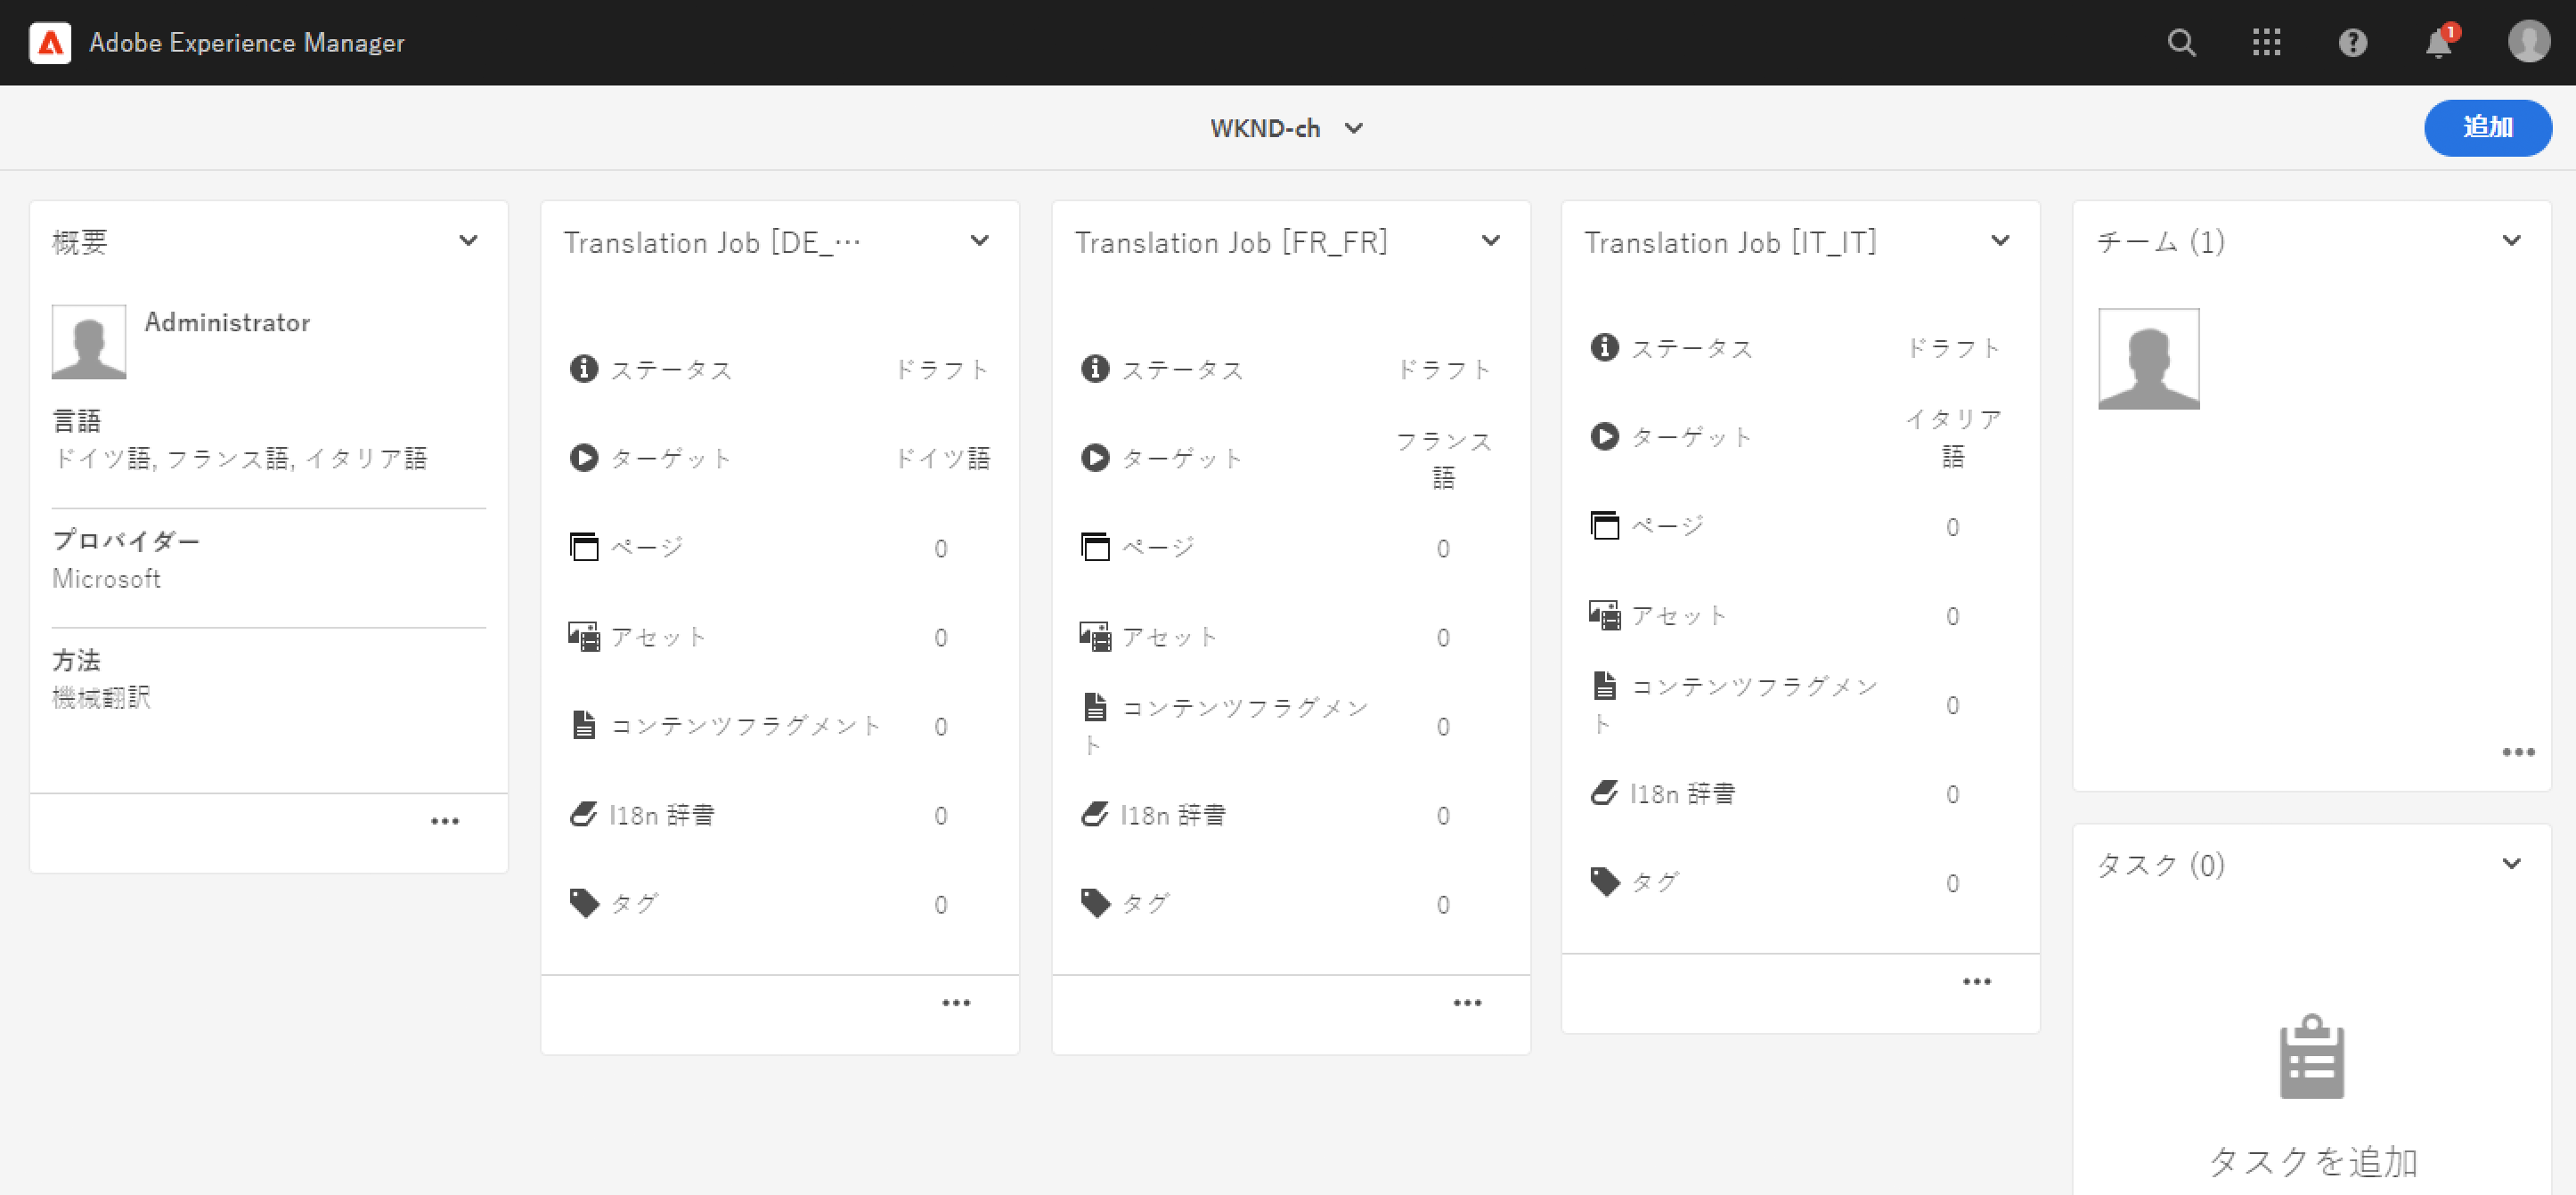 Adobe Experience Manager
1
WKND-ch
追加
概要
Administrator
言語
ドイツ語, フランス語, イタリア語
プロバイダー
Microsoft
方法
機械翻訳
Translation Job [DE_…
ステータス ドラフト
ターゲット ドイツ語
ページ 0
アセット 0
コンテンツフラグメント 0
I18n 辞書 0
タグ 0
Translation Job [FR_FR]
ステータス ドラフト
ターゲット フランス
語
ページ 0
アセット 0
コンテンツフラグメン
ト 0
I18n 辞書 0
タグ 0
Translation Job [IT_IT]
ステータス ドラフト
ターゲット イタリア
語
ページ 0
アセット 0
コンテンツフラグメン
ト 0
I18n 辞書 0
タグ 0
チーム (1)
タスク (0)
タスクを追加